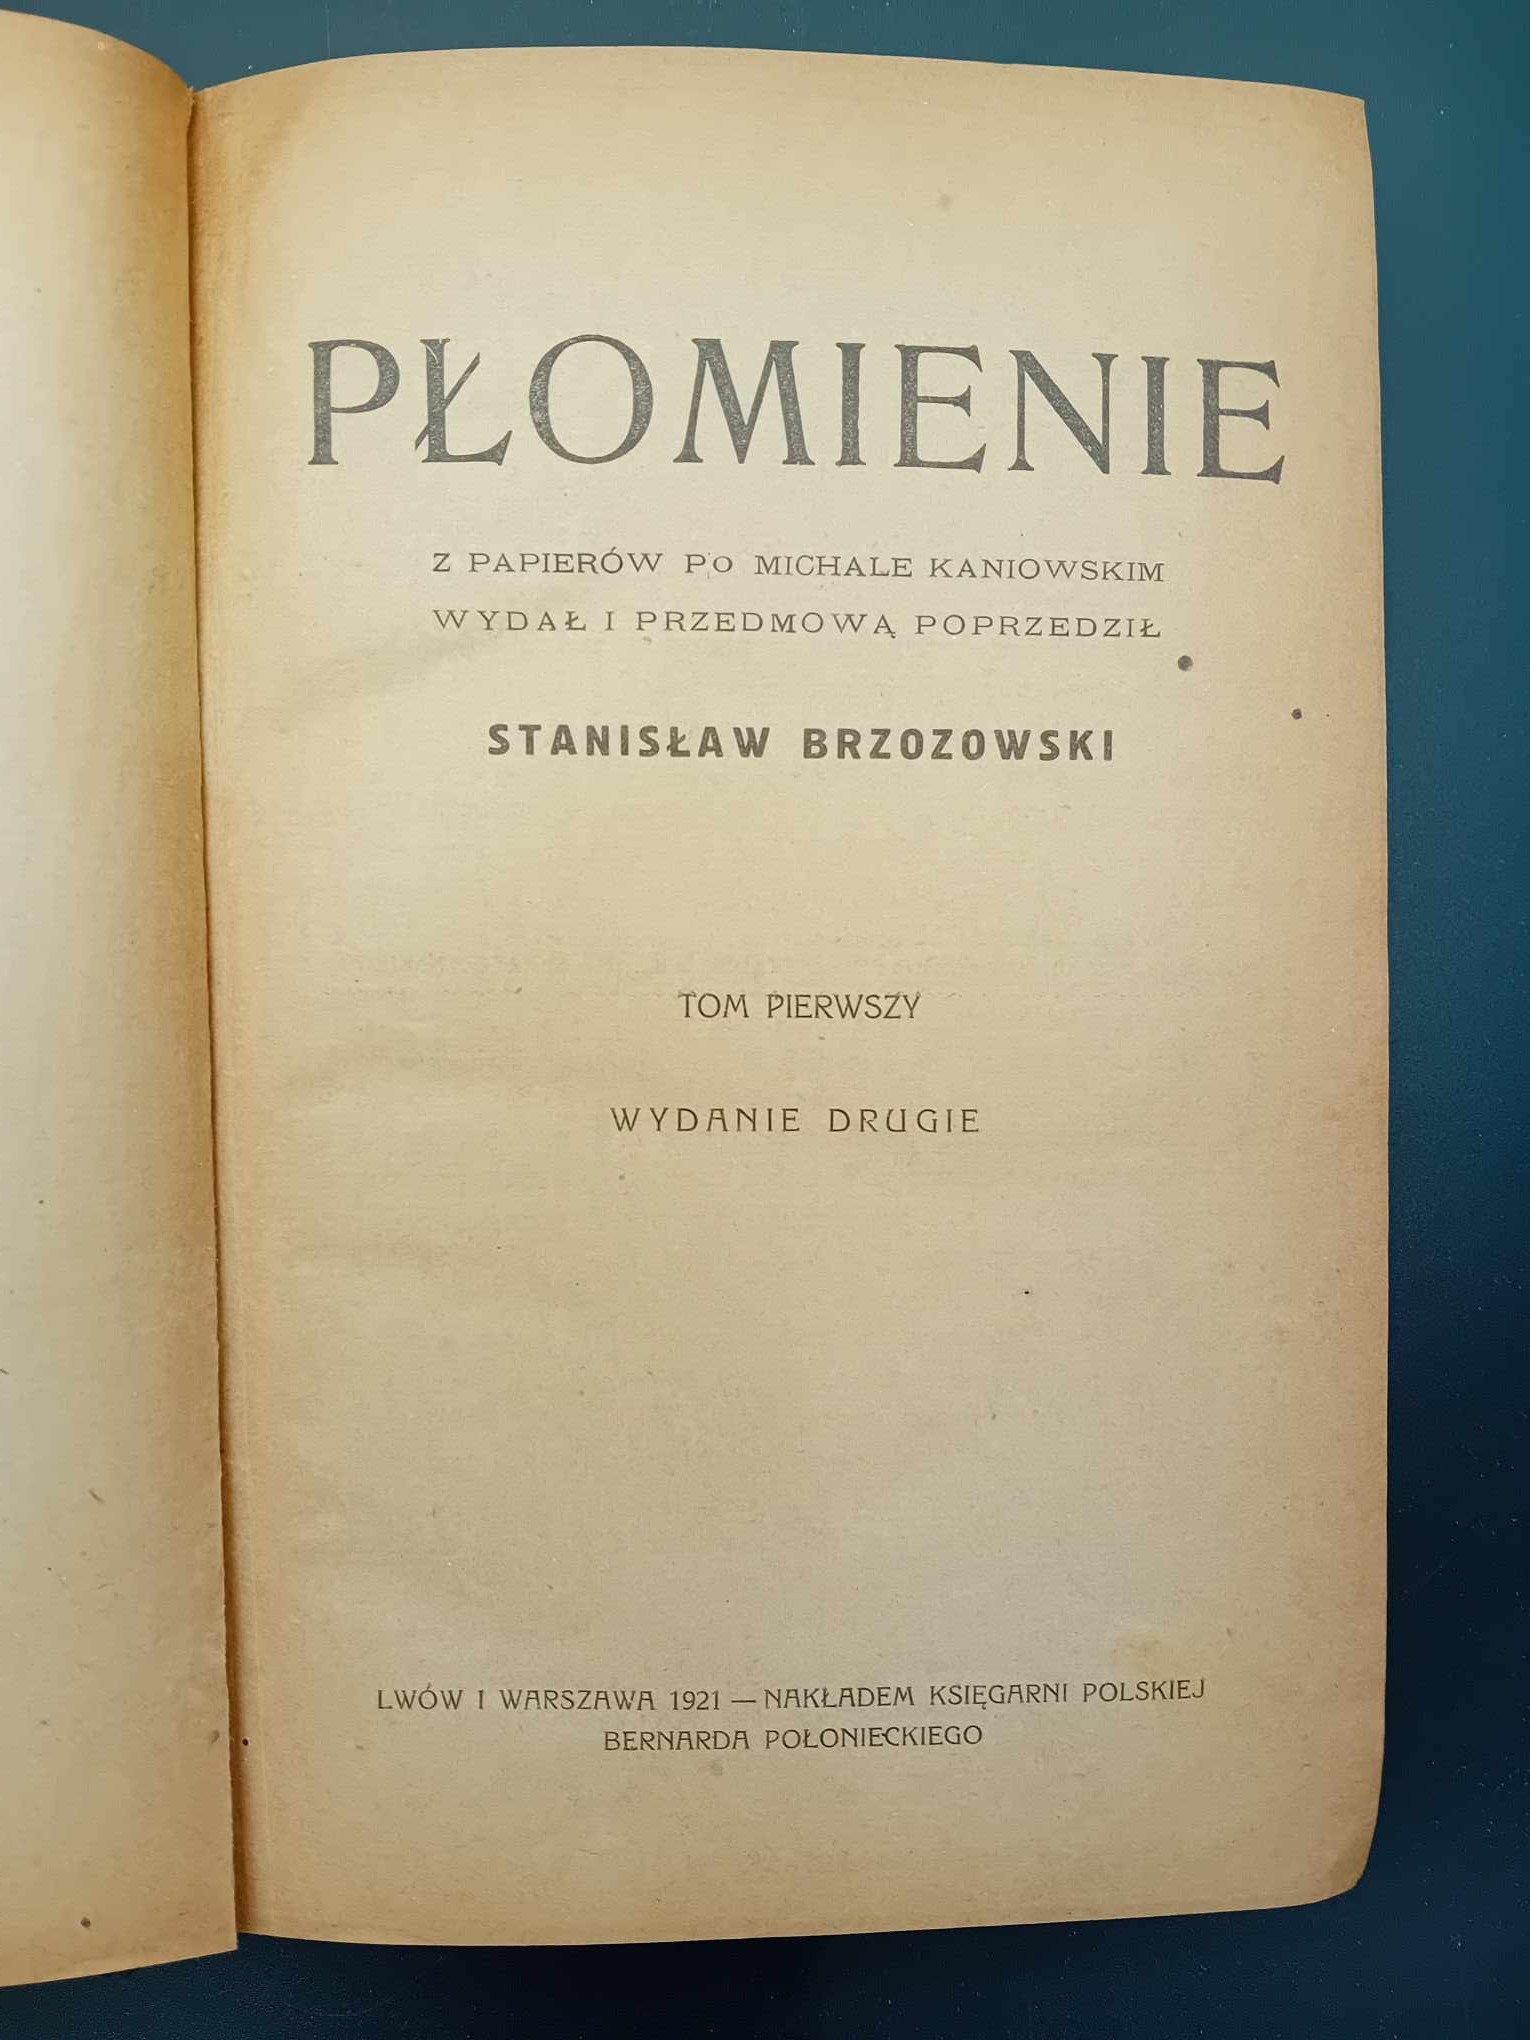 PŁOMIENIE
Z PAPIERÓW PO MICHALE KANIOWSKIM
WYDAŁ I PRZEDMOWĄ POPRZEDZIŁ
STANISŁAW BRZOZOWSKI
TOM PIERWSZY
WYDANIE DRUGIE
LWÓW I WARSZAWA 1921 — NAKŁADEM KSIĘGARNI POLSKIEJ
BERNARDA POŁONIECKIEGO